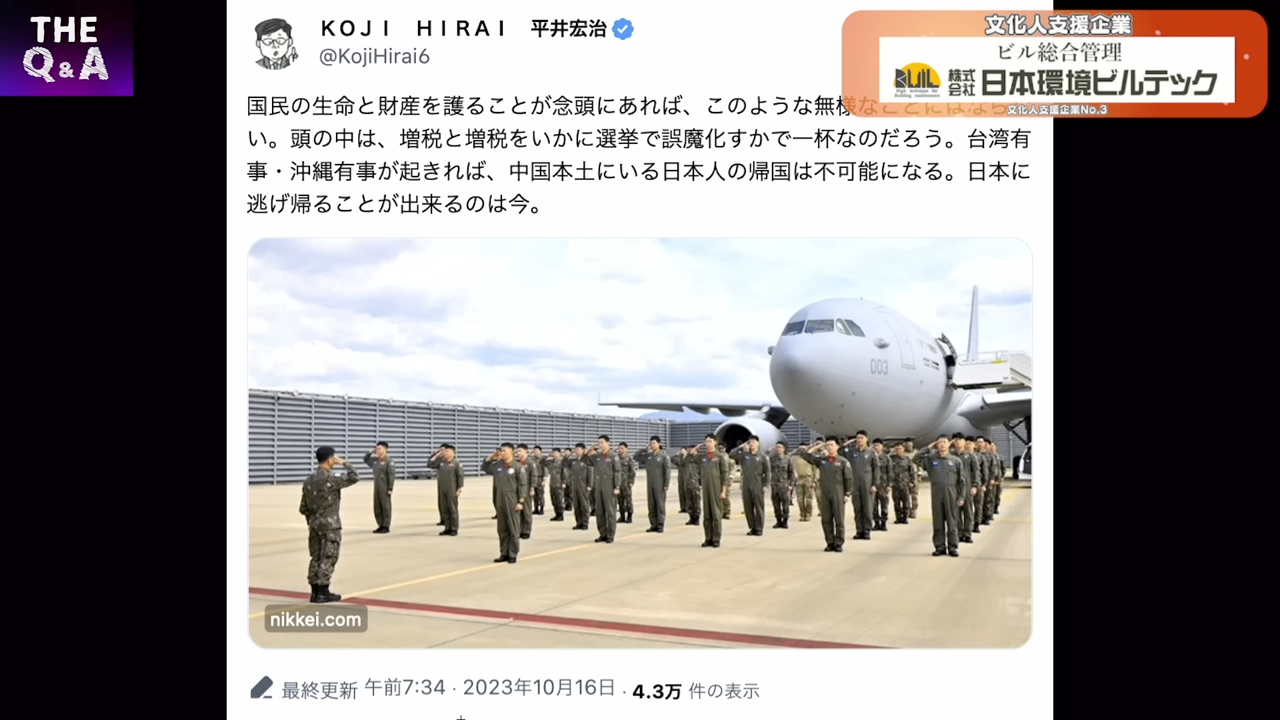 THE
Q&A
KOJI HIRAI 平井宏治
@KojiHirai6
文化人支援企業
ビル総合管理
BUIL
株式会社 日本環境ビルテック
文化人支援企業No.3
国民の生命と財産を護ることが念頭にあれば、このような無様な
い。頭の中は、増税と増税をいかに選挙で誤魔化すかで一杯なのだろう。台湾有
事・沖縄有事が起きれば、中国本土にいる日本人の帰国は不可能になる。日本に
逃げ帰ることが出来るのは今。
003
nikkei.com
最終更新 午前7:34 · 2023年10月16日 · 4.3万 件の表示